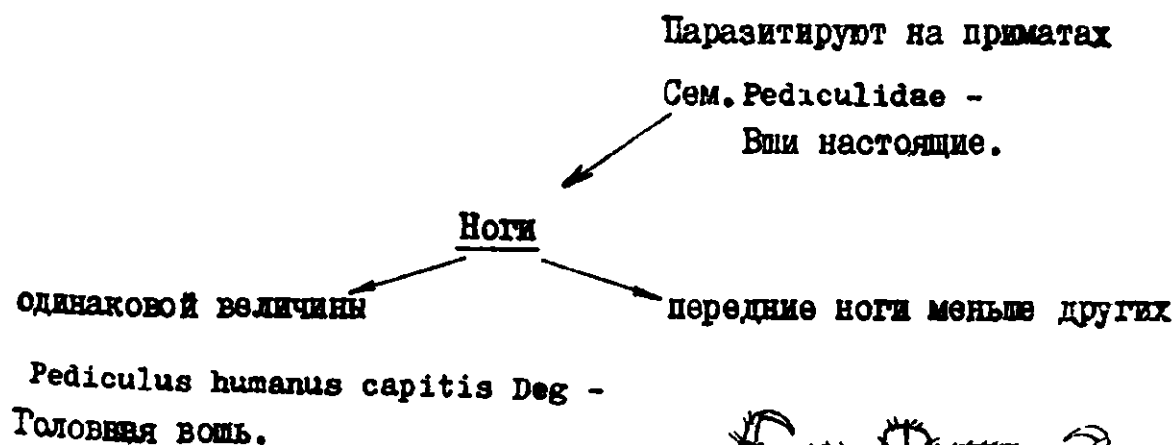 Паразитируют на приматах
Сем. Pediculidae -
Вши настоящие.
Ноги
одинаковой величины
передние ноги меньше других
Pediculus humanus capitis Deg -
Головная вошь.